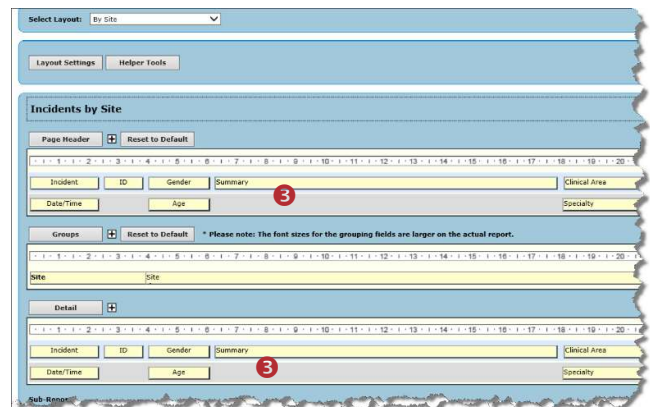 Select Layout: By Site
Layout Settings Helper Tools
Incidents by Site
Page Header Reset to Default
1 2 3 4 5 6 7 8 9 10 11 12 13 14 15 16 17 18 19 20
Incident ID Gender Summary Clinical Area
3
Date/Time Age Specialty
Groups Reset to Default * Please note: The font sizes for the grouping fields are larger on the actual report.
1 2 3 4 5 6 7 8 9 10 11 12 13 14 15 16 17 18 19 20
Site Site
Detail
1 2 3 4 5 6 7 8 9 10 11 12 13 14 15 16 17 18 19 20
Incident ID Gender Summary Clinical Area
Date/Time Age 3 Specialty